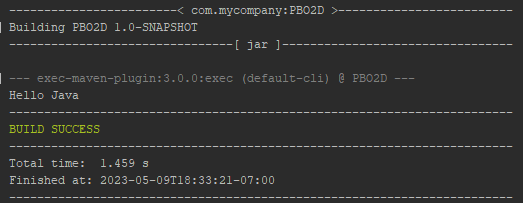 ------------------------< com.mycompany:PBO2D >-------------------------
Building PBO2D 1.0-SNAPSHOT
--------------------------------[ jar ]---------------------------------
--- exec-maven-plugin:3.0.0:exec (default-cli) @ PBO2D ---
Hello Java
------------------------------------------------------------------------
BUILD SUCCESS
------------------------------------------------------------------------
Total time:  1.459 s
Finished at: 2023-05-09T18:33:21-07:00
------------------------------------------------------------------------